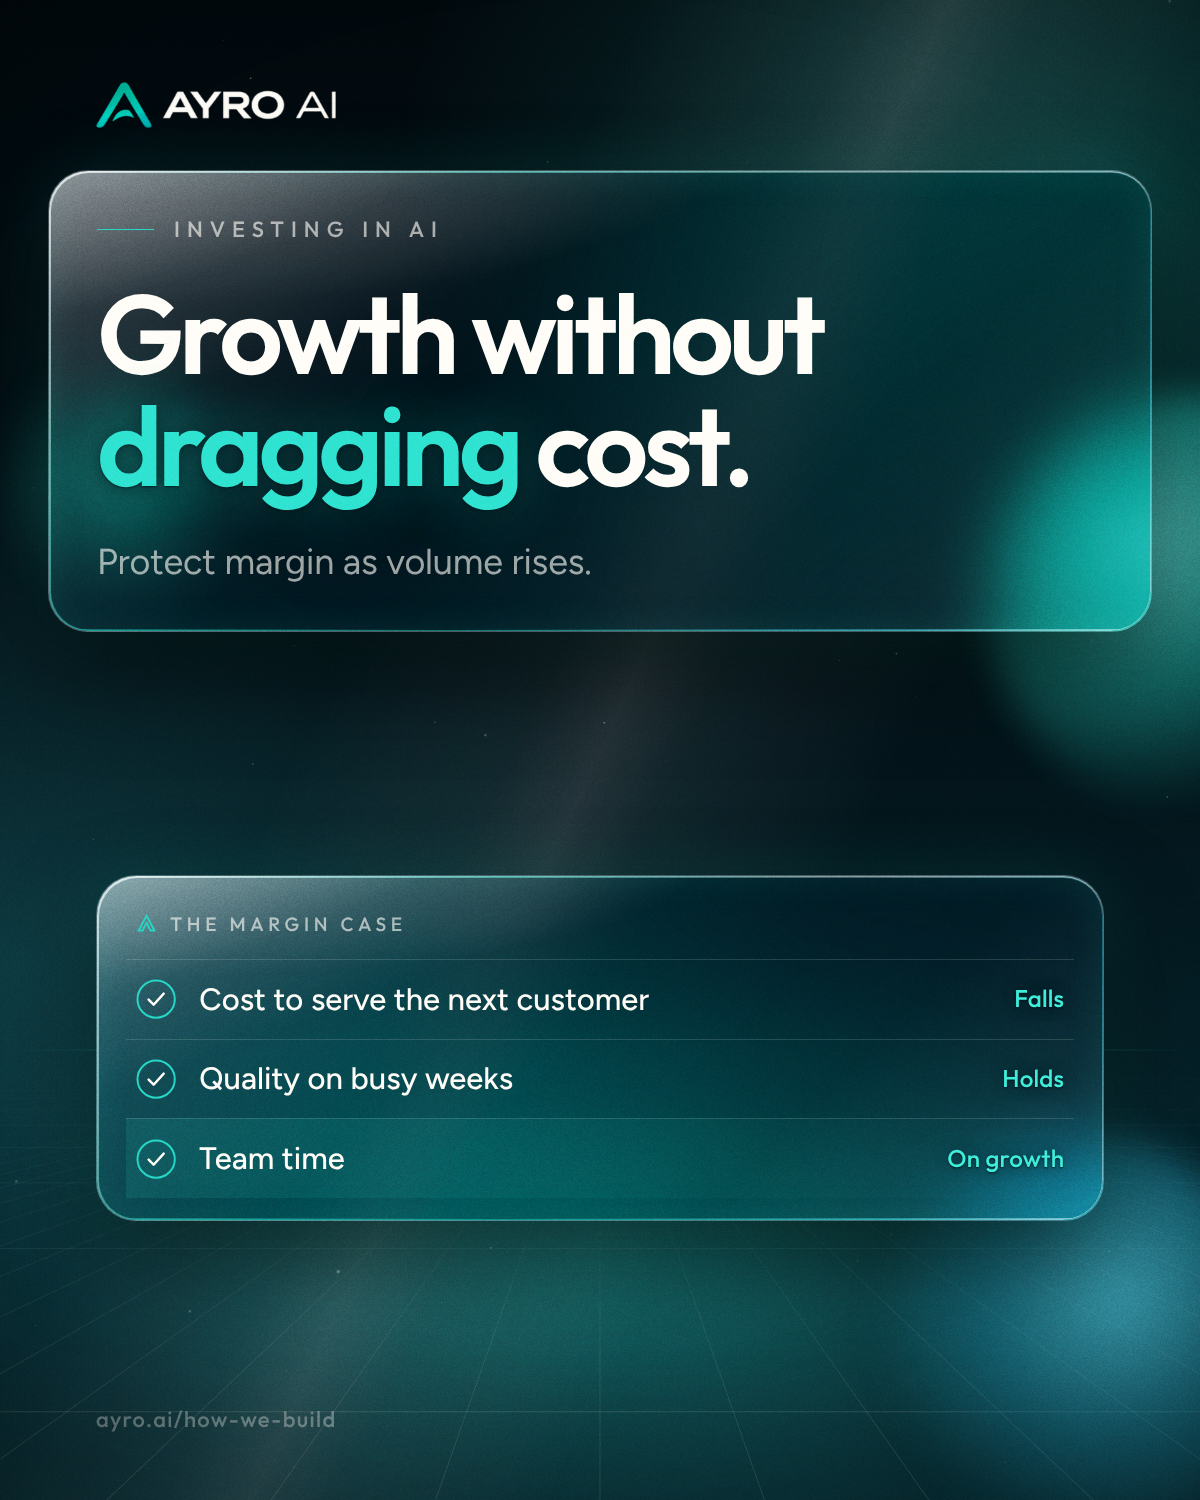 AYRO AI
INVESTING IN AI
Growth without
dragging cost.
Protect margin as volume rises.
THE MARGIN CASE
Cost to serve the next customer
Falls
Quality on busy weeks
Holds
Team time
On growth
ayro.ai/how-we-build